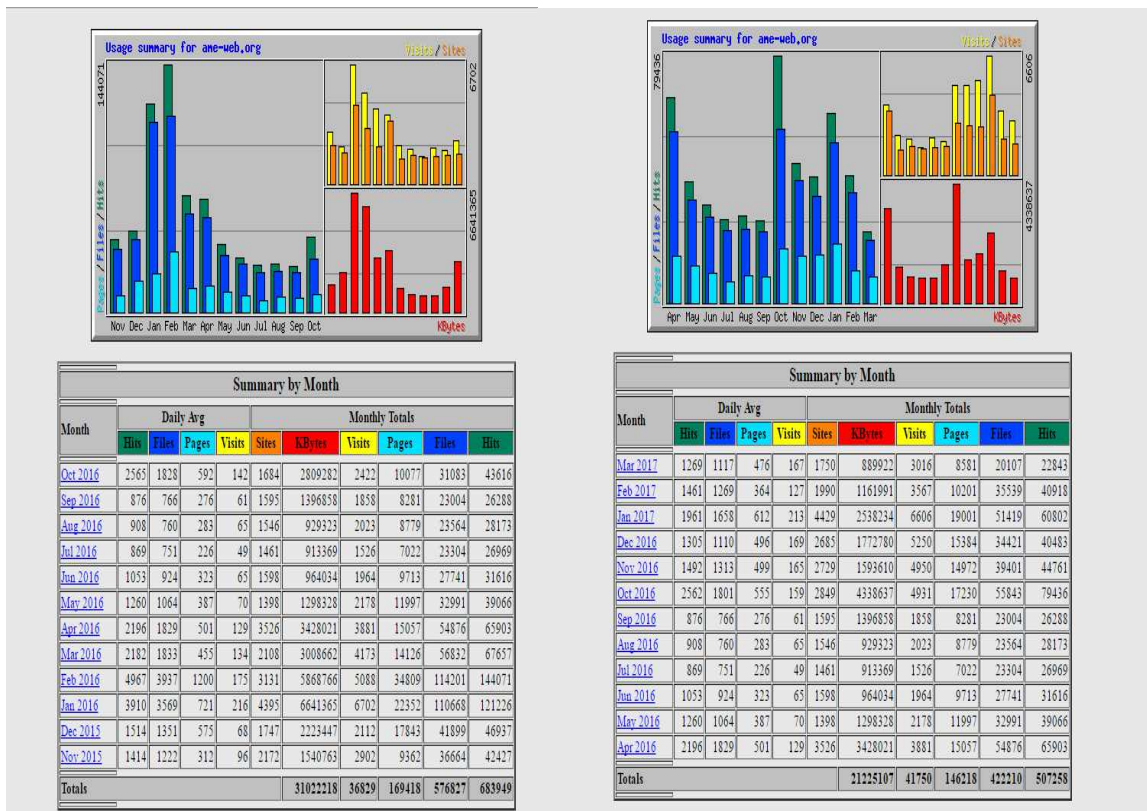 Usage summary for ame-web.org
Visits/Sites
144071
6702
Pages/Files/Hits
6641365
Nov Dec Jan Feb Mar Apr May Jun Jul Aug Sep Oct
KBytes
Summary by Month
Month
Daily Avg
Monthly Totals
Hits Files Pages Visits Sites KBytes Visits Pages Files Hits
Oct 2016 2565 1828 592 142 1684 2809282 2422 10077 31083 43616
Sep 2016 876 766 276 61 1595 1396858 1858 8281 23004 26288
Aug 2016 908 760 283 65 1546 929323 2023 8779 23564 28173
Jul 2016 869 751 226 49 1461 913369 1526 7022 23304 26969
Jun 2016 1053 924 323 65 1598 964034 1964 9713 27741 31616
May 2016 1260 1064 387 70 1398 1298328 2178 11997 32991 39066
Apr 2016 2196 1829 501 129 3526 3428021 3881 15057 54876 65903
Mar 2016 2182 1833 455 134 2108 3008662 4173 14126 56832 67657
Feb 2016 4967 3937 1200 175 3131 5868766 5088 34809 114201 144071
Jan 2016 3910 3569 721 216 4395 6641365 6702 22352 110668 121226
Dec 2015 1514 1351 575 68 1747 2223447 2112 17843 41899 46937
Nov 2015 1414 1222 312 96 2172 1540763 2902 9362 36664 42427
Totals 31022218 36829 169418 576827 683949
Usage summary for ame-web.org
Visits/Sites
79436
6606
Pages/Files/Hits
4338637
Apr May Jun Jul Aug Sep Oct Nov Dec Jan Feb Mar
KBytes
Summary by Month
Month
Daily Avg
Monthly Totals
Hits Files Pages Visits Sites KBytes Visits Pages Files Hits
Mar 2017 1269 1117 476 167 1750 889922 3016 8581 20107 22843
Feb 2017 1461 1269 364 127 1990 1161991 3567 10201 35539 40918
Jan 2017 1961 1658 612 213 4429 2538234 6606 19001 51419 60802
Dec 2016 1305 1110 496 169 2685 1772780 5250 15384 34421 40483
Nov 2016 1492 1313 499 165 2729 1593610 4950 14972 39401 44761
Oct 2016 2562 1801 555 159 2849 4338637 4931 17230 55843 79436
Sep 2016 876 766 276 61 1595 1396858 1858 8281 23004 26288
Aug 2016 908 760 283 65 1546 929323 2023 8779 23564 28173
Jul 2016 869 751 226 49 1461 913369 1526 7022 23304 26969
Jun 2016 1053 924 323 65 1598 964034 1964 9713 27741 31616
May 2016 1260 1064 387 70 1398 1298328 2178 11997 32991 39066
Apr 2016 2196 1829 501 129 3526 3428021 3881 15057 54876 65903
Totals 21225107 41750 146218 422210 507258